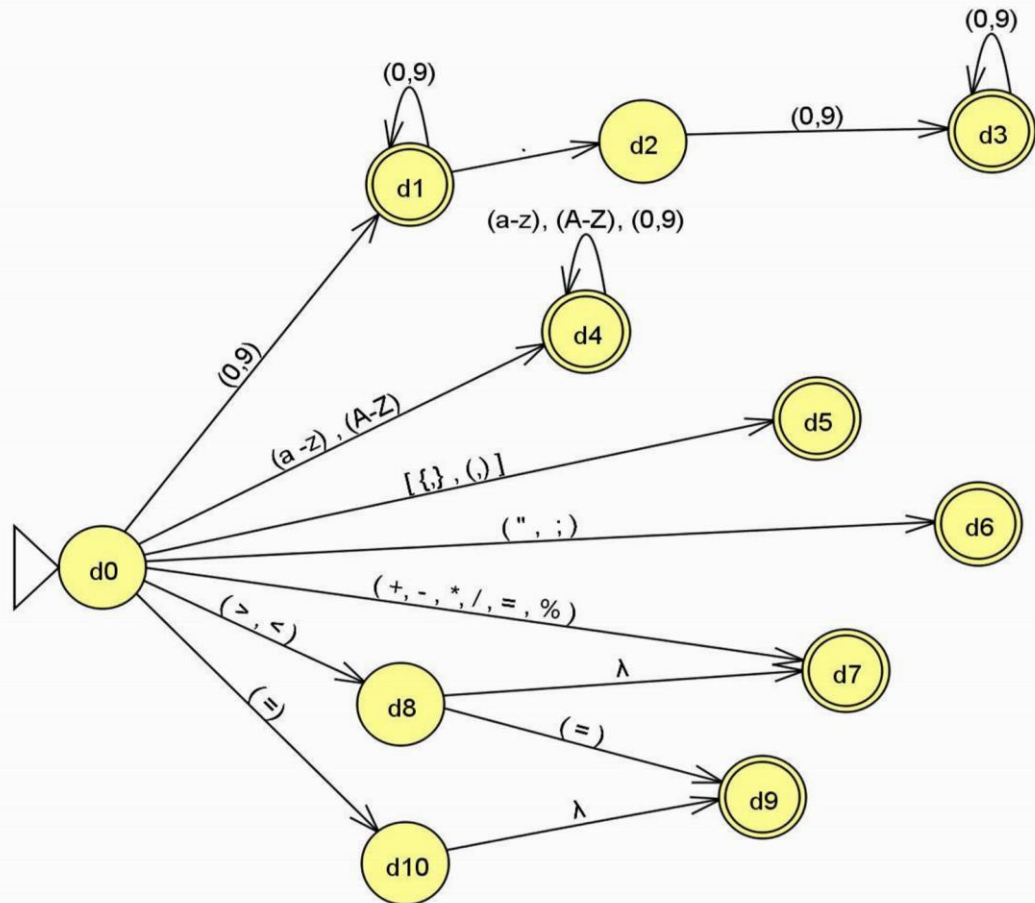 (0,9)
(0,9)
d1
.
d2
(0,9)
d3
(a-z), (A-Z), (0,9)
d4
(0,9)
(a -z) , (A-Z)
[ {,} , (,) ]
d5
( " , ; )
d6
d0
( +, - , *, / , = , % )
d7
( > , < )
λ
d8
( = )
(=)
d9
λ
d10